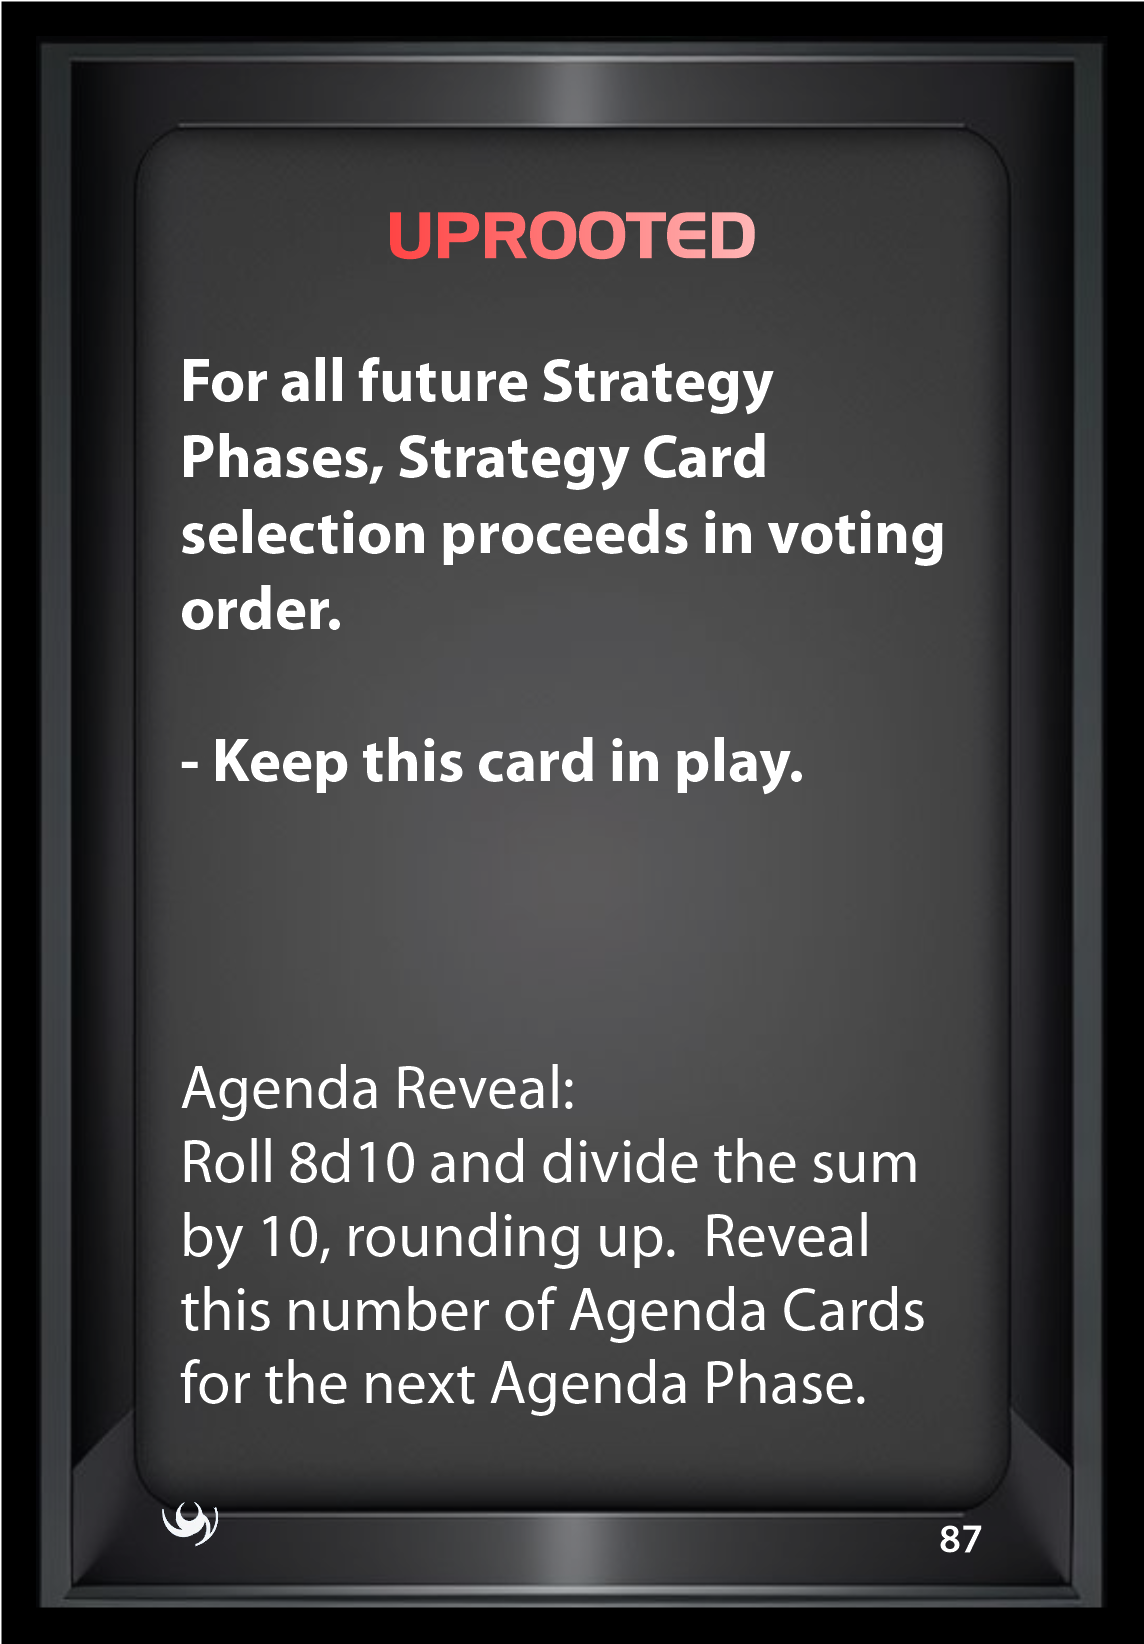 UPROOTED
For all future Strategy
Phases, Strategy Card
selection proceeds in voting
order.
- Keep this card in play.
Agenda Reveal:
Roll 8d10 and divide the sum
by 10, rounding up.  Reveal
this number of Agenda Cards
for the next Agenda Phase.
87